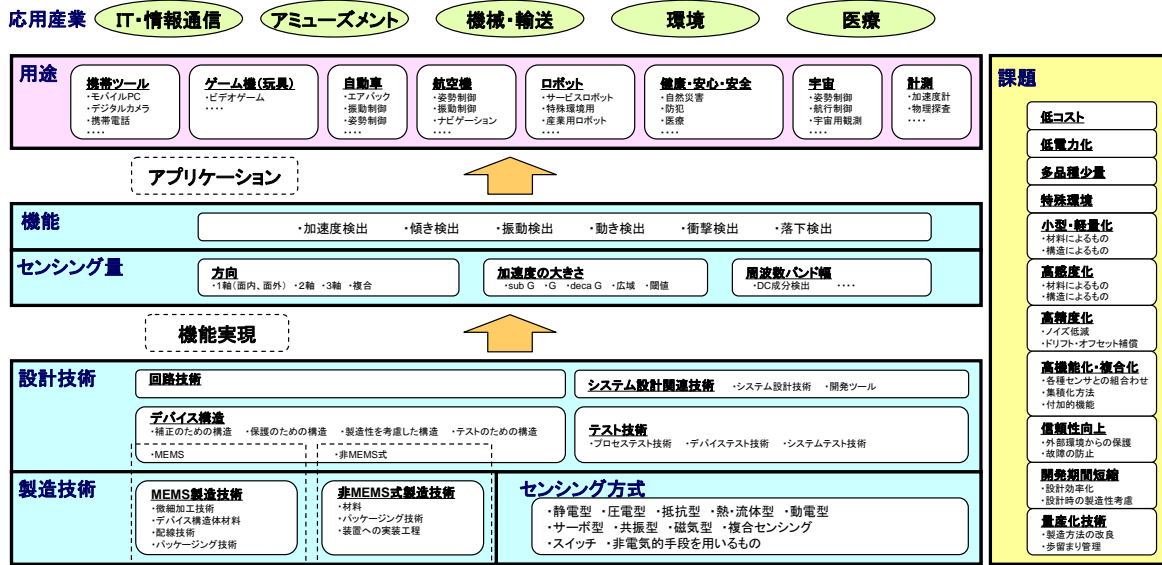 応用産業
IT・情報通信
アミューズメント
機械・輸送
環境
医療
用途
携帯ツール
・モバイルPC
・デジタルカメラ
・携帯電話
・・・・
ゲーム機(玩具)
・ビデオゲーム
・・・・
自動車
・エアバック
・振動制御
・姿勢制御
・・・・
航空機
・姿勢制御
・振動制御
・ナビゲーション
・・・・
ロボット
・サービスロボット
・特殊環境用
・産業用ロボット
・・・・
健康・安心・安全
・自然災害
・防犯
・医療
・・・・
宇宙
・姿勢制御
・航行制御
・宇宙用観測
・・・・
計測
・加速度計
・物理探査
・・・・
アプリケーション
機能
・加速度検出 ・傾き検出 ・振動検出 ・動き検出 ・衝撃検出 ・落下検出
センシング量
方向
・1軸(面内、面外) ・2軸 ・3軸 ・複合
加速度の大きさ
・sub G ・G ・deca G ・広域 ・閾値
周波数バンド幅
・DC成分検出 ・・・・
機能実現
設計技術
回路技術
システム設計関連技術 ・システム設計技術 ・開発ツール
デバイス構造
・補正のための構造 ・保護のための構造 ・製造性を考慮した構造 ・テストのための構造
・MEMS ・非MEMS式
テスト技術
・プロセステスト技術 ・デバイステスト技術 ・システムテスト技術
製造技術
MEMS製造技術
・微細加工技術
・デバイス構造体材料
・配線技術
・パッケージング技術
非MEMS式製造技術
・材料
・パッケージング技術
・装置への実装工程
センシング方式
・静電型 ・圧電型 ・抵抗型 ・熱・流体型 ・動電型
・サーボ型 ・共振型 ・磁気型 ・複合センシング
・スイッチ ・非電気的手段を用いるもの
課題
低コスト
低電力化
多品種少量
特殊環境
小型・軽量化
・材料によるもの
・構造によるもの
高感度化
・材料によるもの
・構造によるもの
高精度化
・ノイズ低減
・ドリフト・オフセット補償
高機能化・複合化
・各種センサとの組合わせ
・集積化方法
・付加的機能
信頼性向上
・外部環境からの保護
・故障の防止
開発期間短縮
・設計効率化
・設計時の製造性考慮
量産化技術
・製造方法の改良
・歩留まり管理